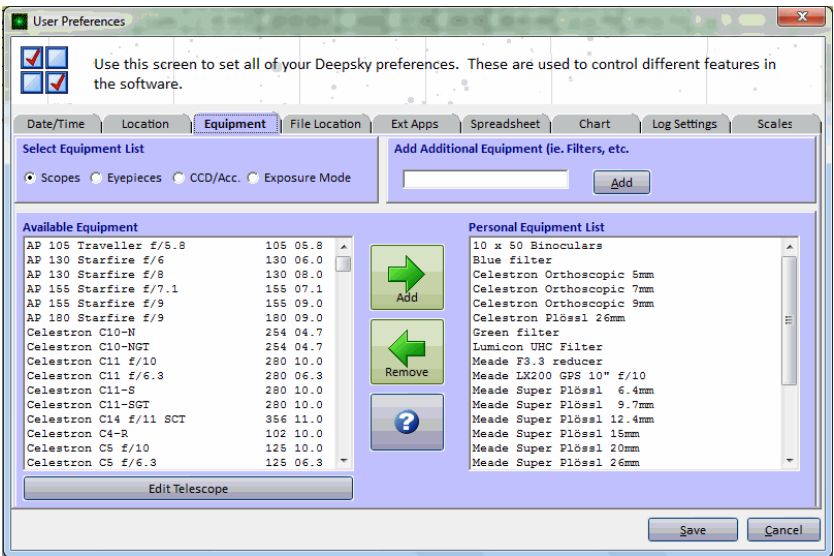 User Preferences
Use this screen to set all of your Deepsky preferences. These are used to control different features in
the software.
Date/Time Location Equipment File Location Ext Apps Spreadsheet Chart Log Settings Scales
Select Equipment List
Scopes Eyepieces CCD/Acc. Exposure Mode
Add Additional Equipment (ie. Filters, etc.
Add
Available Equipment
AP 105 Traveller f/5.8 105 05.8
AP 130 Starfire f/6 130 06.0
AP 130 Starfire f/8 130 08.0
AP 155 Starfire f/7.1 155 07.1
AP 155 Starfire f/9 155 09.0
AP 180 Starfire f/9 180 09.0
Celestron C10-N 254 04.7
Celestron C10-NGT 254 04.7
Celestron C11 f/10 280 10.0
Celestron C11 f/6.3 280 06.3
Celestron C11-S 280 10.0
Celestron C11-SGT 280 10.0
Celestron C14 f/11 SCT 356 11.0
Celestron C4-R 102 10.0
Celestron C5 f/10 125 10.0
Celestron C5 f/6.3 125 06.3
Edit Telescope
Add
Remove
?
Personal Equipment List
10 x 50 Binoculars
Blue filter
Celestron Orthoscopic 5mm
Celestron Orthoscopic 7mm
Celestron Orthoscopic 9mm
Celestron Plössl 26mm
Green filter
Lumicon UHC Filter
Meade F3.3 reducer
Meade LX200 GPS 10" f/10
Meade Super Plössl 6.4mm
Meade Super Plössl 9.7mm
Meade Super Plössl 12.4mm
Meade Super Plössl 15mm
Meade Super Plössl 20mm
Meade Super Plössl 26mm
Save Cancel